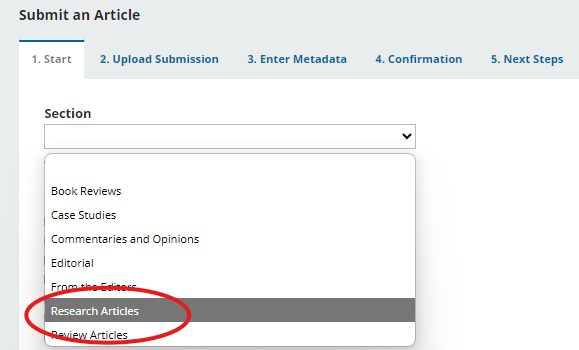 Submit an Article
1. Start 2. Upload Submission 3. Enter Metadata 4. Confirmation 5. Next Steps
Section
Book Reviews
Case Studies
Commentaries and Opinions
Editorial
From the Editors
Research Articles
Review Articles